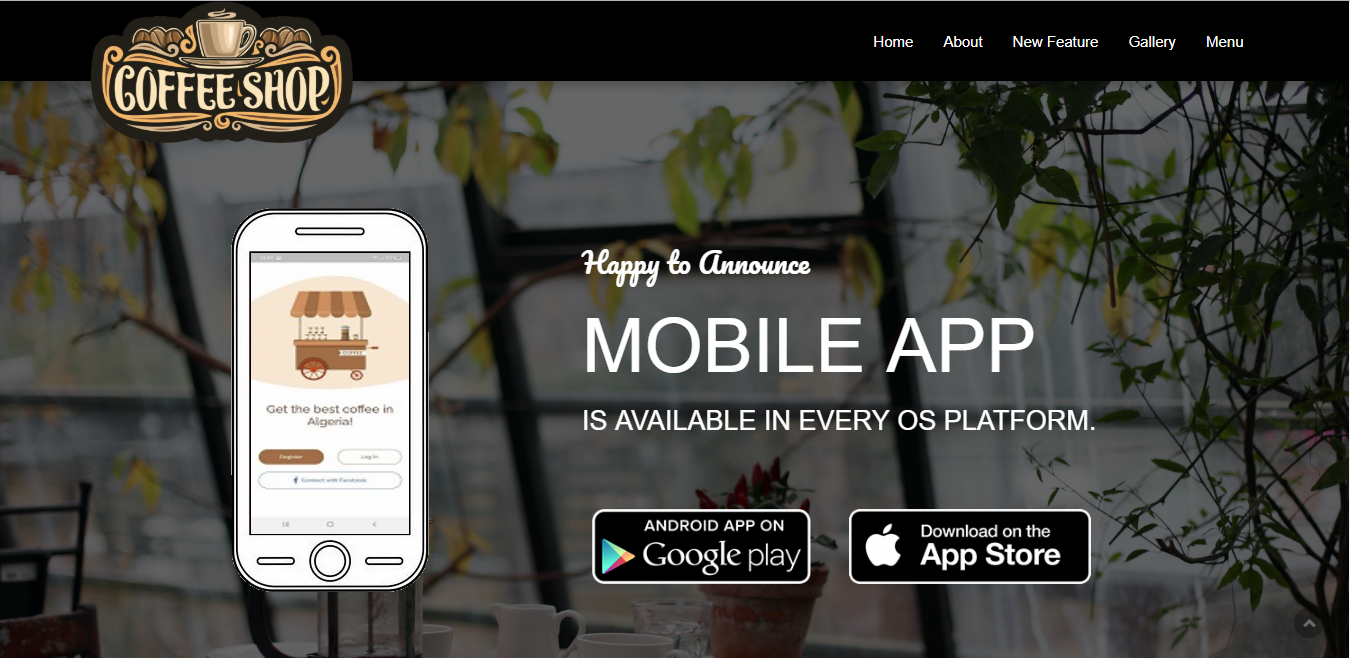 COFFEE SHOP
Home About New Feature Gallery Menu
Happy to Announce
MOBILE APP
IS AVAILABLE IN EVERY OS PLATFORM.
COFFEE
Get the best coffee in
Algeria!
Register Log In
f Connect with Facebook
ANDROID APP ON
Google play
Download on the
App Store